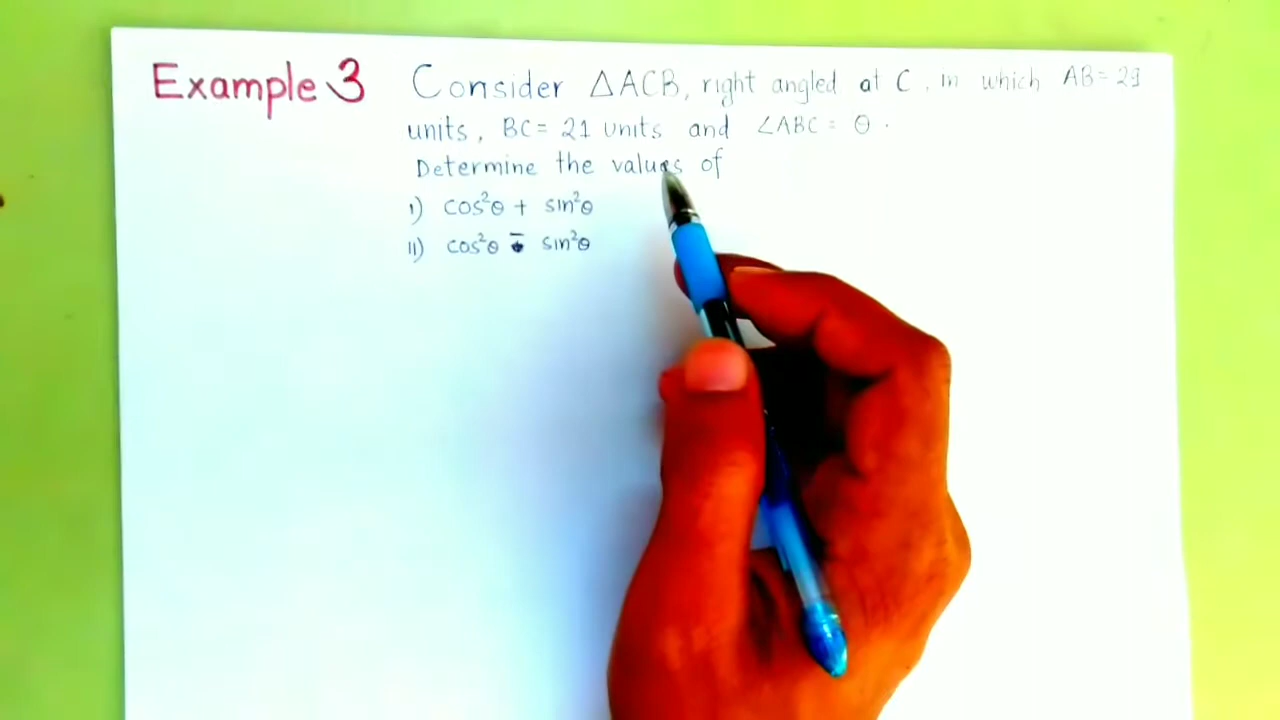 Example 3
Consider △ACB, right angled at C, in which AB = 29
units, BC = 21 units and ∠ABC = θ.
Determine the values of
i) cos²θ + sin²θ
ii) cos²θ - sin²θ